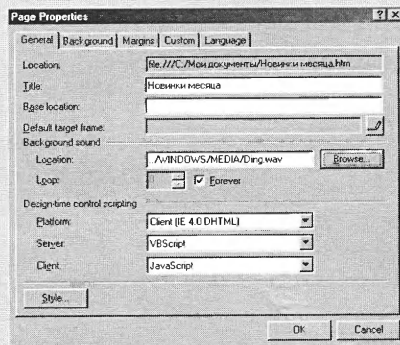 Page Properties
General Background Margins Custom Language
Location: file:///C:/Мои документы/Новинки месяца.htm
Title: Новинки месяца
Base location:
Default target frame:
Background sound
Location: ./WINDOWS/MEDIA/Ding.wav Browse...
Loop: Forever
Design-time control scripting
Platform: Client (IE 4.0 DHTML)
Server: VBScript
Client: JavaScript
Style...
OK Cancel